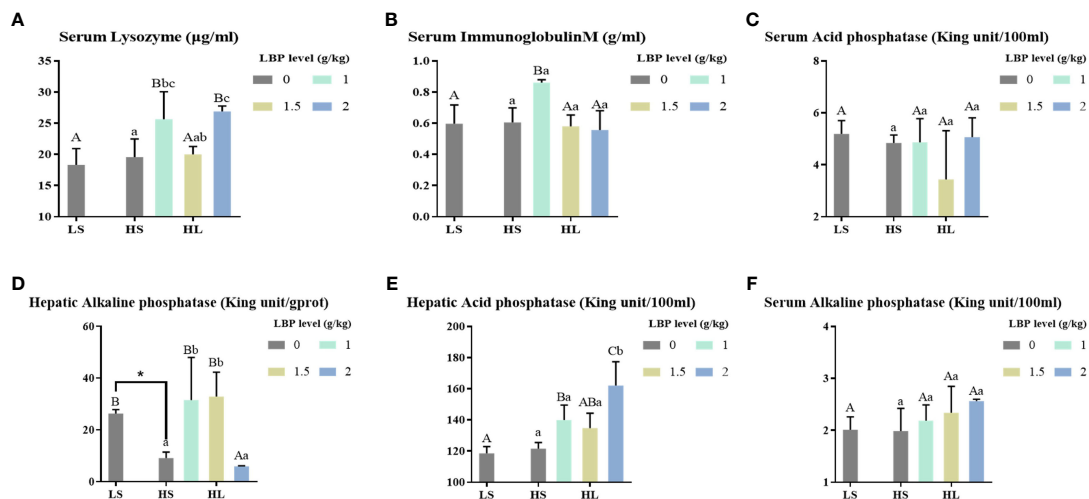 A
Serum Lysozyme (µg/ml)
LBP level (g/kg)
0 1
1.5 2
35
30
25
20
15
10
A
a
Bbc
Aab
Bc
LS HS HL
B
Serum ImmunoglobulinM (g/ml)
LBP level (g/kg)
0 1
1.5 2
1.0
0.8
0.6
0.4
0.2
0.0
A
a
Ba
Aa
Aa
LS HS HL
C
Serum Acid phosphatase (King unit/100ml)
LBP level (g/kg)
0 1
1.5 2
8
6
4
2
A
a
Aa
Aa
Aa
LS HS HL
D
Hepatic Alkaline phosphatase (King unit/gprot)
LBP level (g/kg)
0 1
1.5 2
60
40
20
0
*
B
a
Bb
Bb
Aa
LS HS HL
E
Hepatic Acid phosphatase (King unit/100ml)
LBP level (g/kg)
0 1
1.5 2
200
180
160
140
120
100
A
a
Ba
ABa
Cb
LS HS HL
F
Serum Alkaline phosphatase (King unit/100ml)
LBP level (g/kg)
0 1
1.5 2
4
3
2
1
A
a
Aa
Aa
Aa
LS HS HL